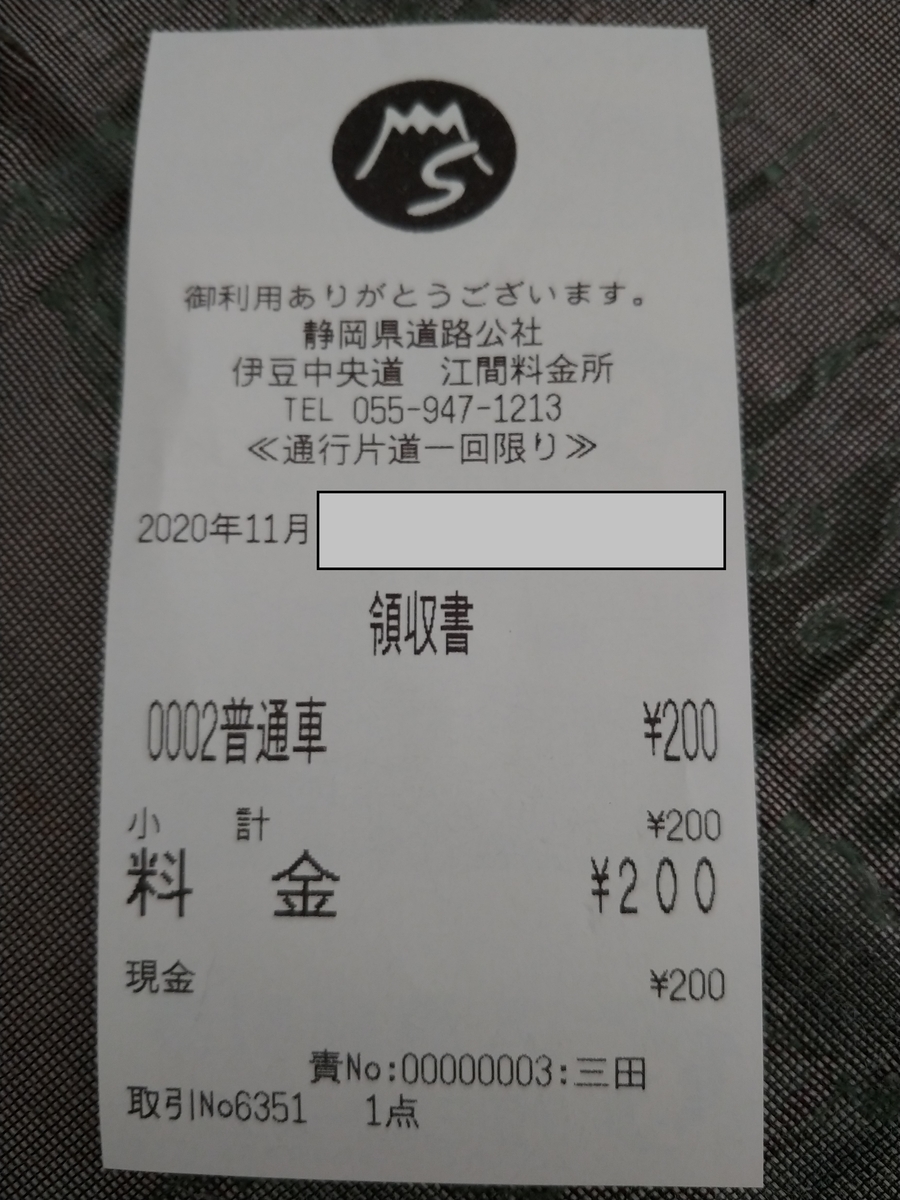 御利用ありがとうございます。
静岡県道路公社
伊豆中央道　江間料金所
TEL 055-947-1213
≪通行片道一回限り≫
2020年11月
領収書
0002普通車 ¥200
小　計 ¥200
料　金 ¥200
現金 ¥200
責No:00000003:三田
取引No6351 1点